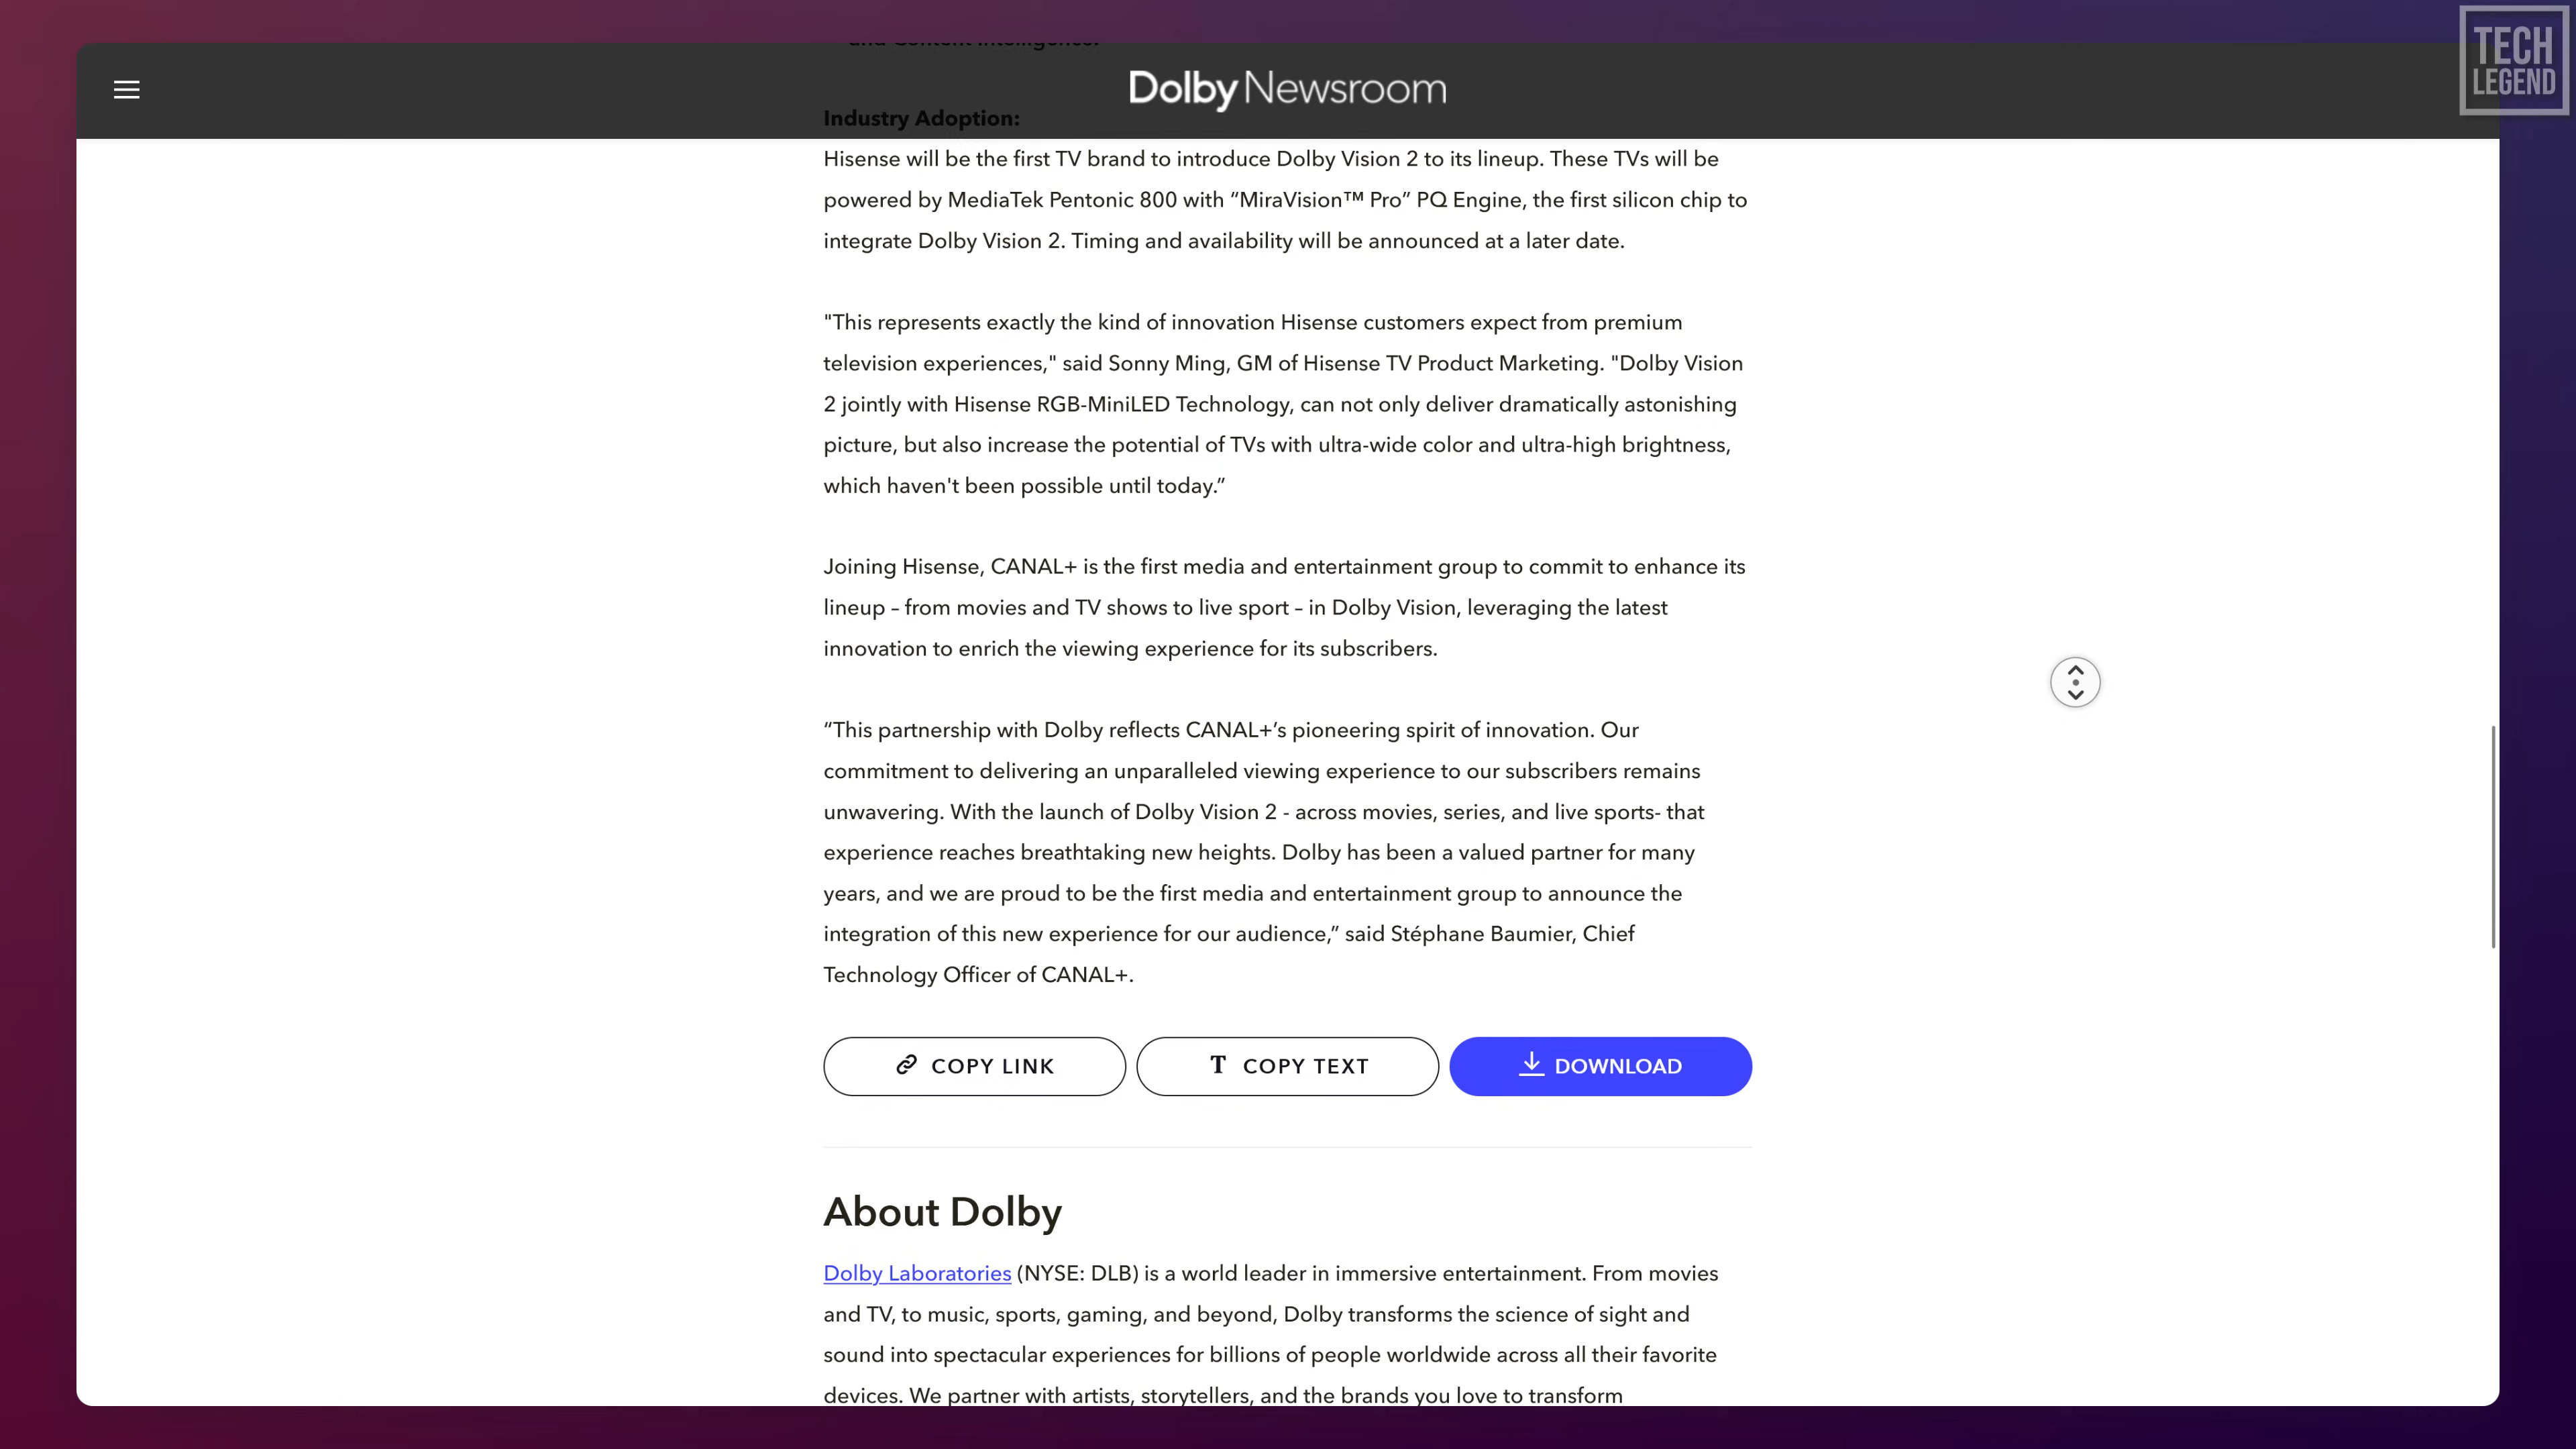 and Content Intelligence.
TECH
LEGEND
Dolby Newsroom
Industry Adoption:
Hisense will be the first TV brand to introduce Dolby Vision 2 to its lineup. These TVs will be
powered by MediaTek Pentonic 800 with “MiraVision™ Pro” PQ Engine, the first silicon chip to
integrate Dolby Vision 2. Timing and availability will be announced at a later date.
"This represents exactly the kind of innovation Hisense customers expect from premium
television experiences," said Sonny Ming, GM of Hisense TV Product Marketing. "Dolby Vision
2 jointly with Hisense RGB-MiniLED Technology, can not only deliver dramatically astonishing
picture, but also increase the potential of TVs with ultra-wide color and ultra-high brightness,
which haven't been possible until today.”
Joining Hisense, CANAL+ is the first media and entertainment group to commit to enhance its
lineup – from movies and TV shows to live sport – in Dolby Vision, leveraging the latest
innovation to enrich the viewing experience for its subscribers.
“This partnership with Dolby reflects CANAL+’s pioneering spirit of innovation. Our
commitment to delivering an unparalleled viewing experience to our subscribers remains
unwavering. With the launch of Dolby Vision 2 - across movies, series, and live sports- that
experience reaches breathtaking new heights. Dolby has been a valued partner for many
years, and we are proud to be the first media and entertainment group to announce the
integration of this new experience for our audience,” said Stéphane Baumier, Chief
Technology Officer of CANAL+.
COPY LINK
T COPY TEXT
DOWNLOAD
About Dolby
Dolby Laboratories (NYSE: DLB) is a world leader in immersive entertainment. From movies
and TV, to music, sports, gaming, and beyond, Dolby transforms the science of sight and
sound into spectacular experiences for billions of people worldwide across all their favorite
devices. We partner with artists, storytellers, and the brands you love to transform